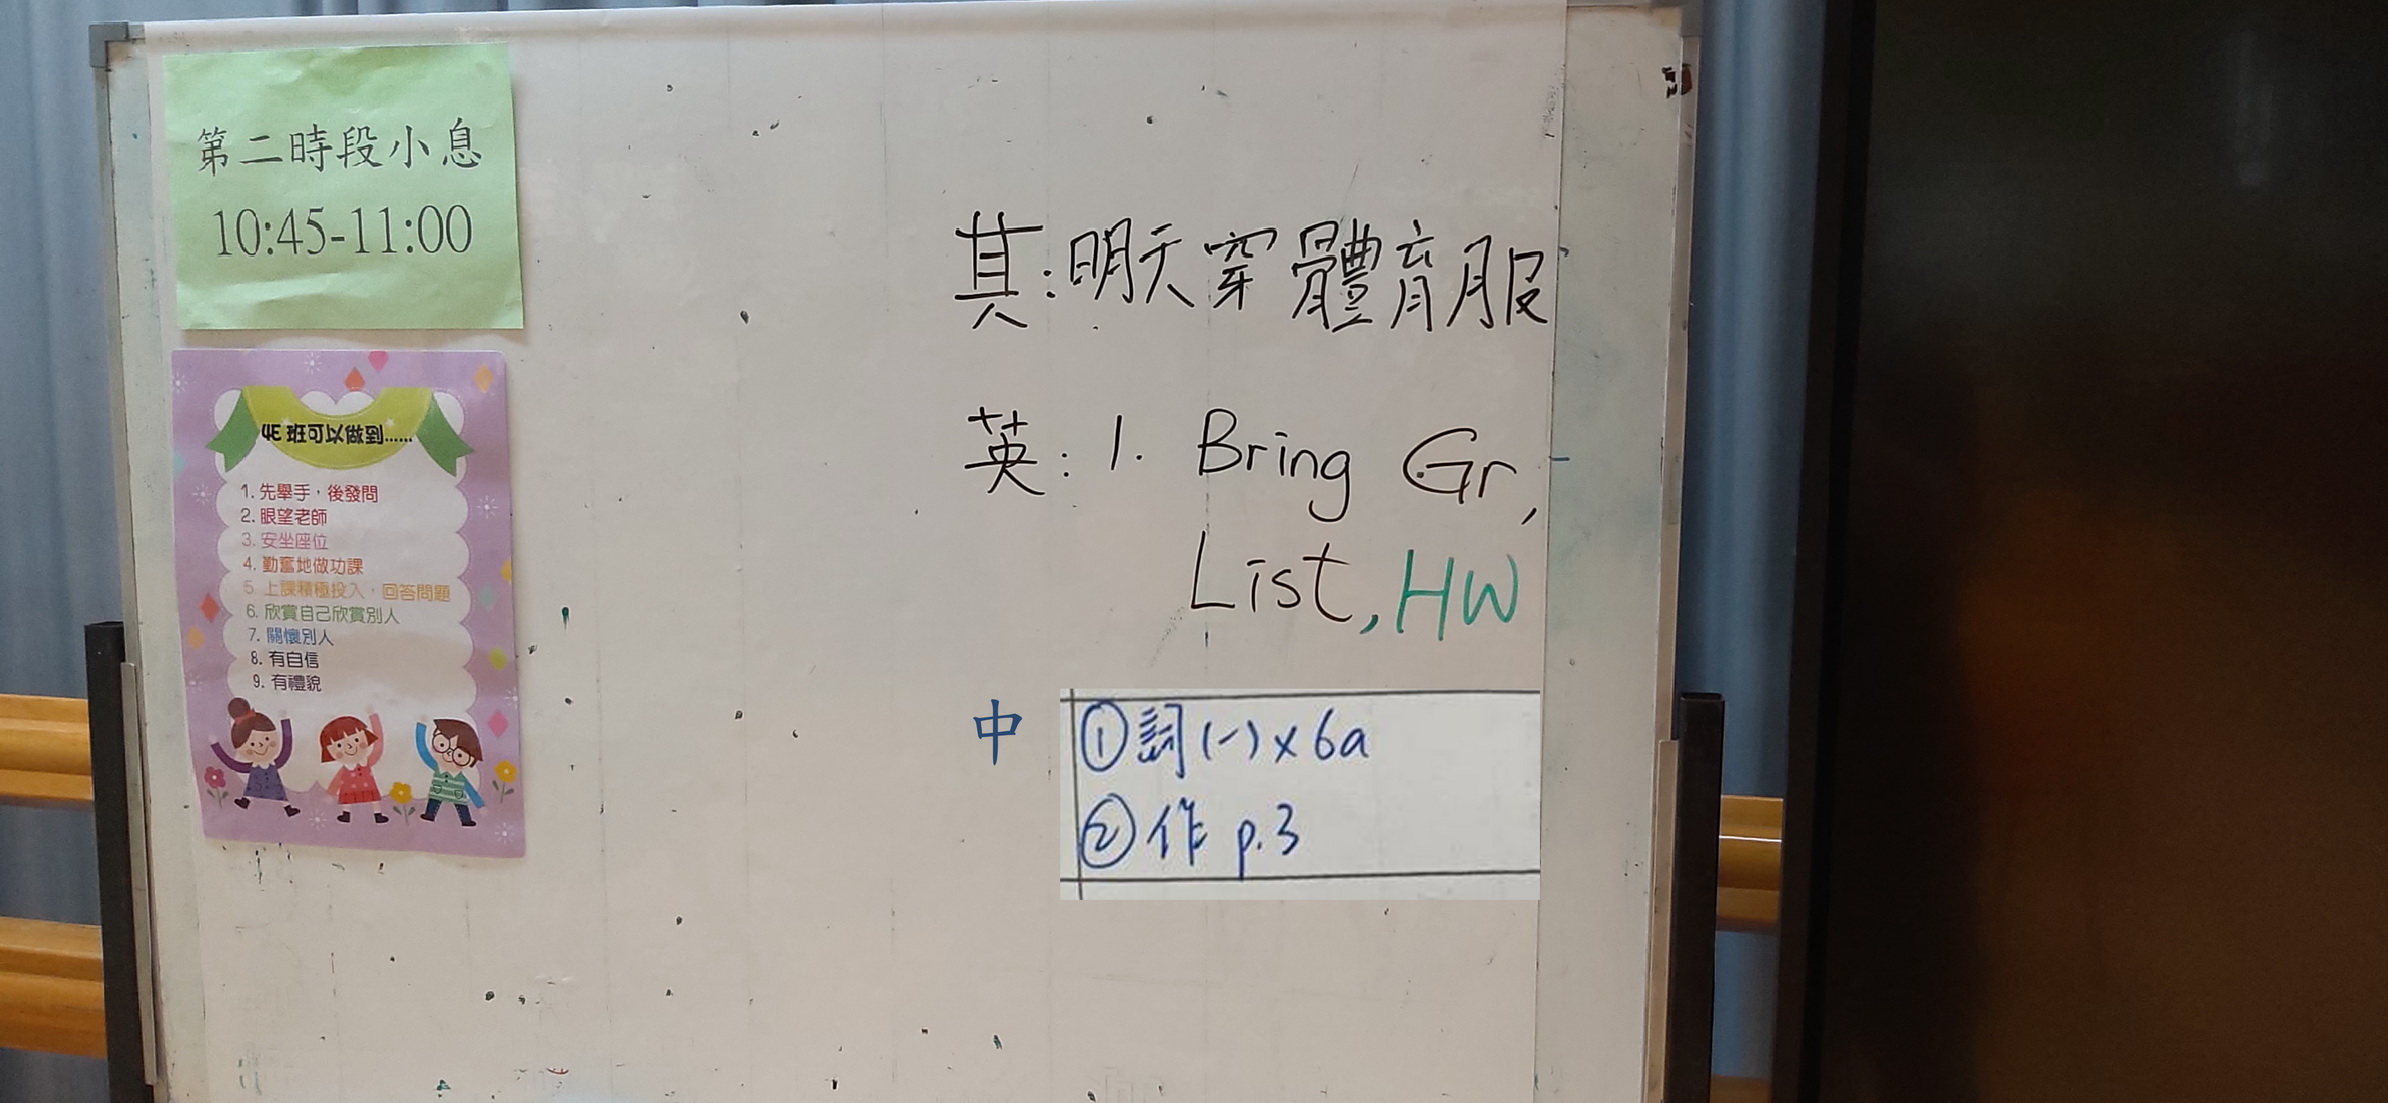 第二時段小息
10:45-11:00
4E 班可以做到......
1. 先舉手，後發問
2. 眼望老師
3. 安坐座位
4. 勤奮地做功課
5. 上課積極投入，回答問題
6. 欣賞自己欣賞別人
7. 關懷別人
8. 有自信
9. 有禮貌
其:明天穿體育服
英: 1. Bring Gr,
List, HW
中 ①詞(一)x6a
②作 p.3